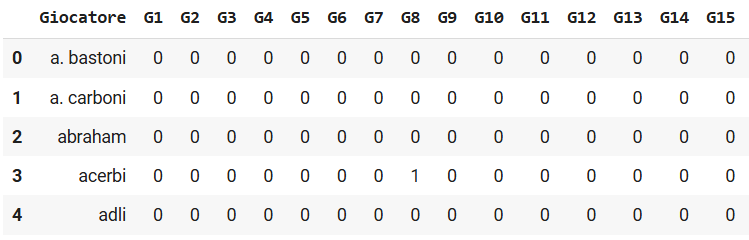 Giocatore G1 G2 G3 G4 G5 G6 G7 G8 G9 G10 G11 G12 G13 G14 G15
0 a. bastoni 0 0 0 0 0 0 0 0 0 0 0 0 0 0 0
1 a. carboni 0 0 0 0 0 0 0 0 0 0 0 0 0 0 0
2 abraham 0 0 0 0 0 0 0 0 0 0 0 0 0 0 0
3 acerbi 0 0 0 0 0 0 0 1 0 0 0 0 0 0 0
4 adli 0 0 0 0 0 0 0 0 0 0 0 0 0 0 0